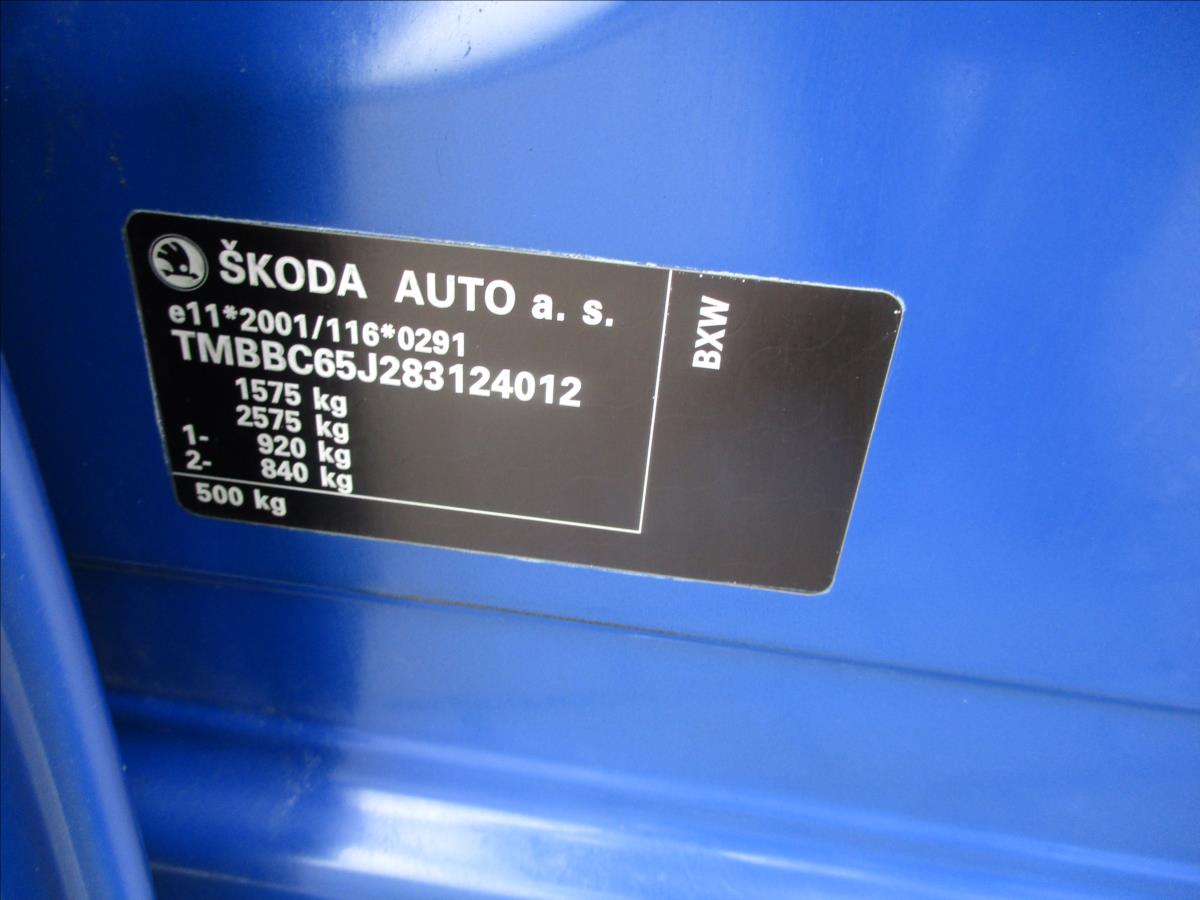 ŠKODA AUTO a. s.
e11*2001/116*0291
TMBBC65J283124012
1575 kg
2575 kg
1- 920 kg
2- 840 kg
500 kg
BXW